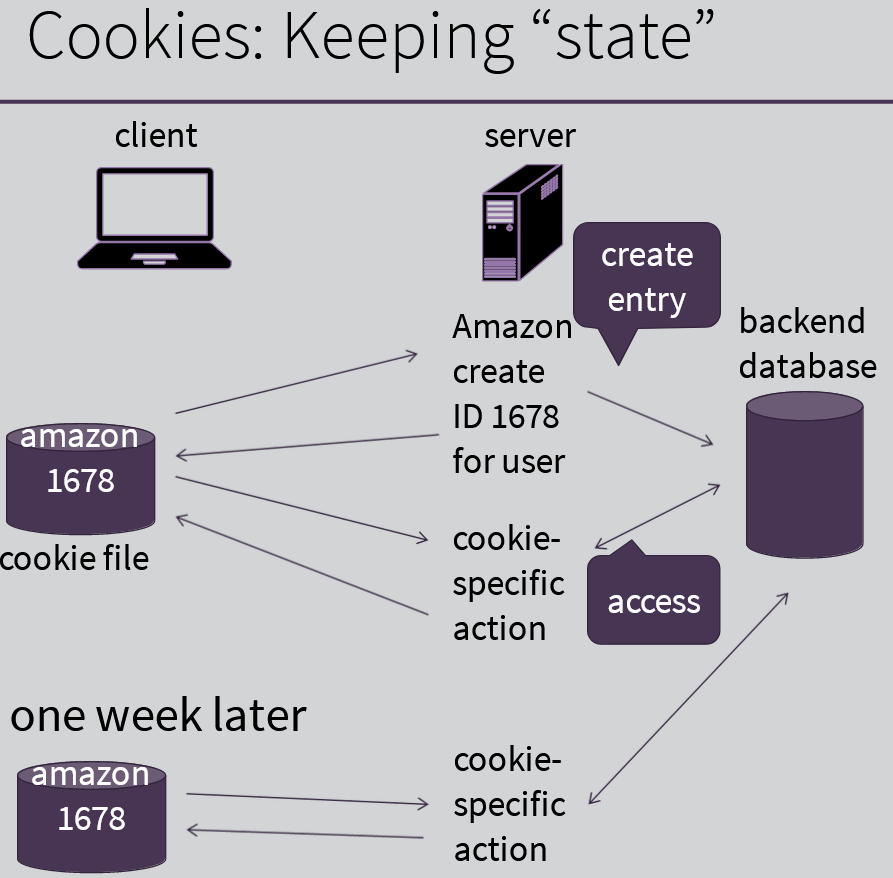 Cookies: Keeping “state”
client
server
create
entry
Amazon
create
ID 1678
for user
backend
database
amazon
1678
cookie file
cookie-
specific
action
access
one week later
amazon
1678
cookie-
specific
action